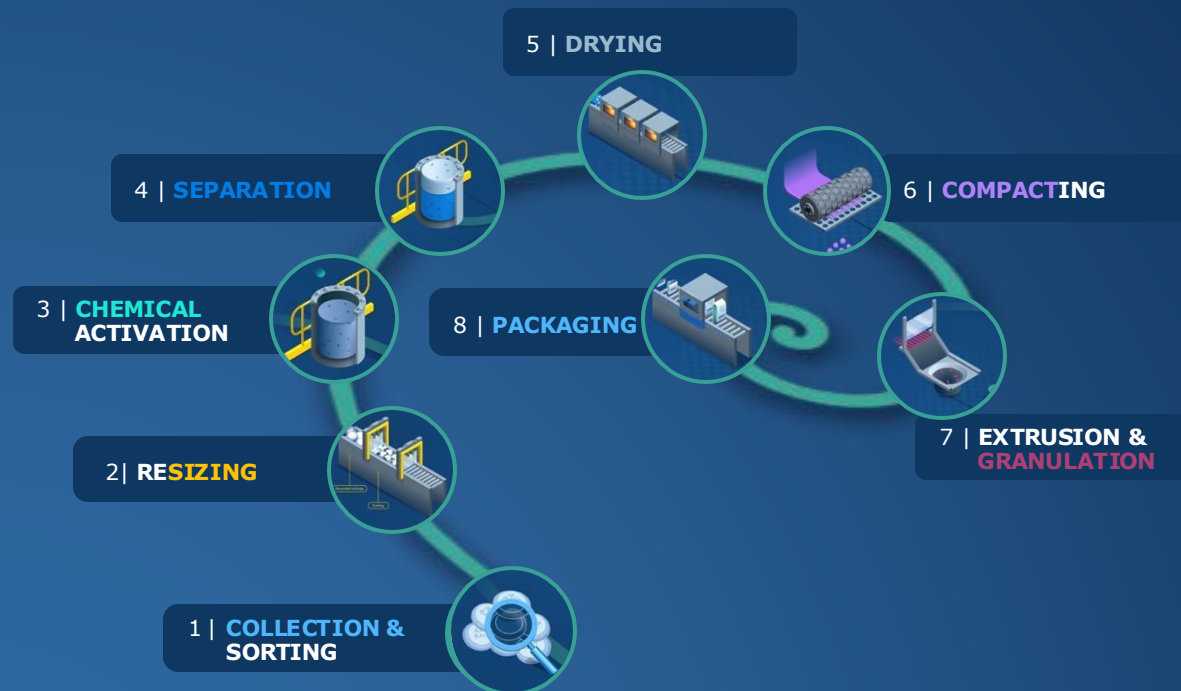 5 | DRYING
4 | SEPARATION
6 | COMPACTING
3 | CHEMICAL
ACTIVATION
8 | PACKAGING
7 | EXTRUSION &
GRANULATION
2| RESIZING
1 | COLLECTION &
SORTING